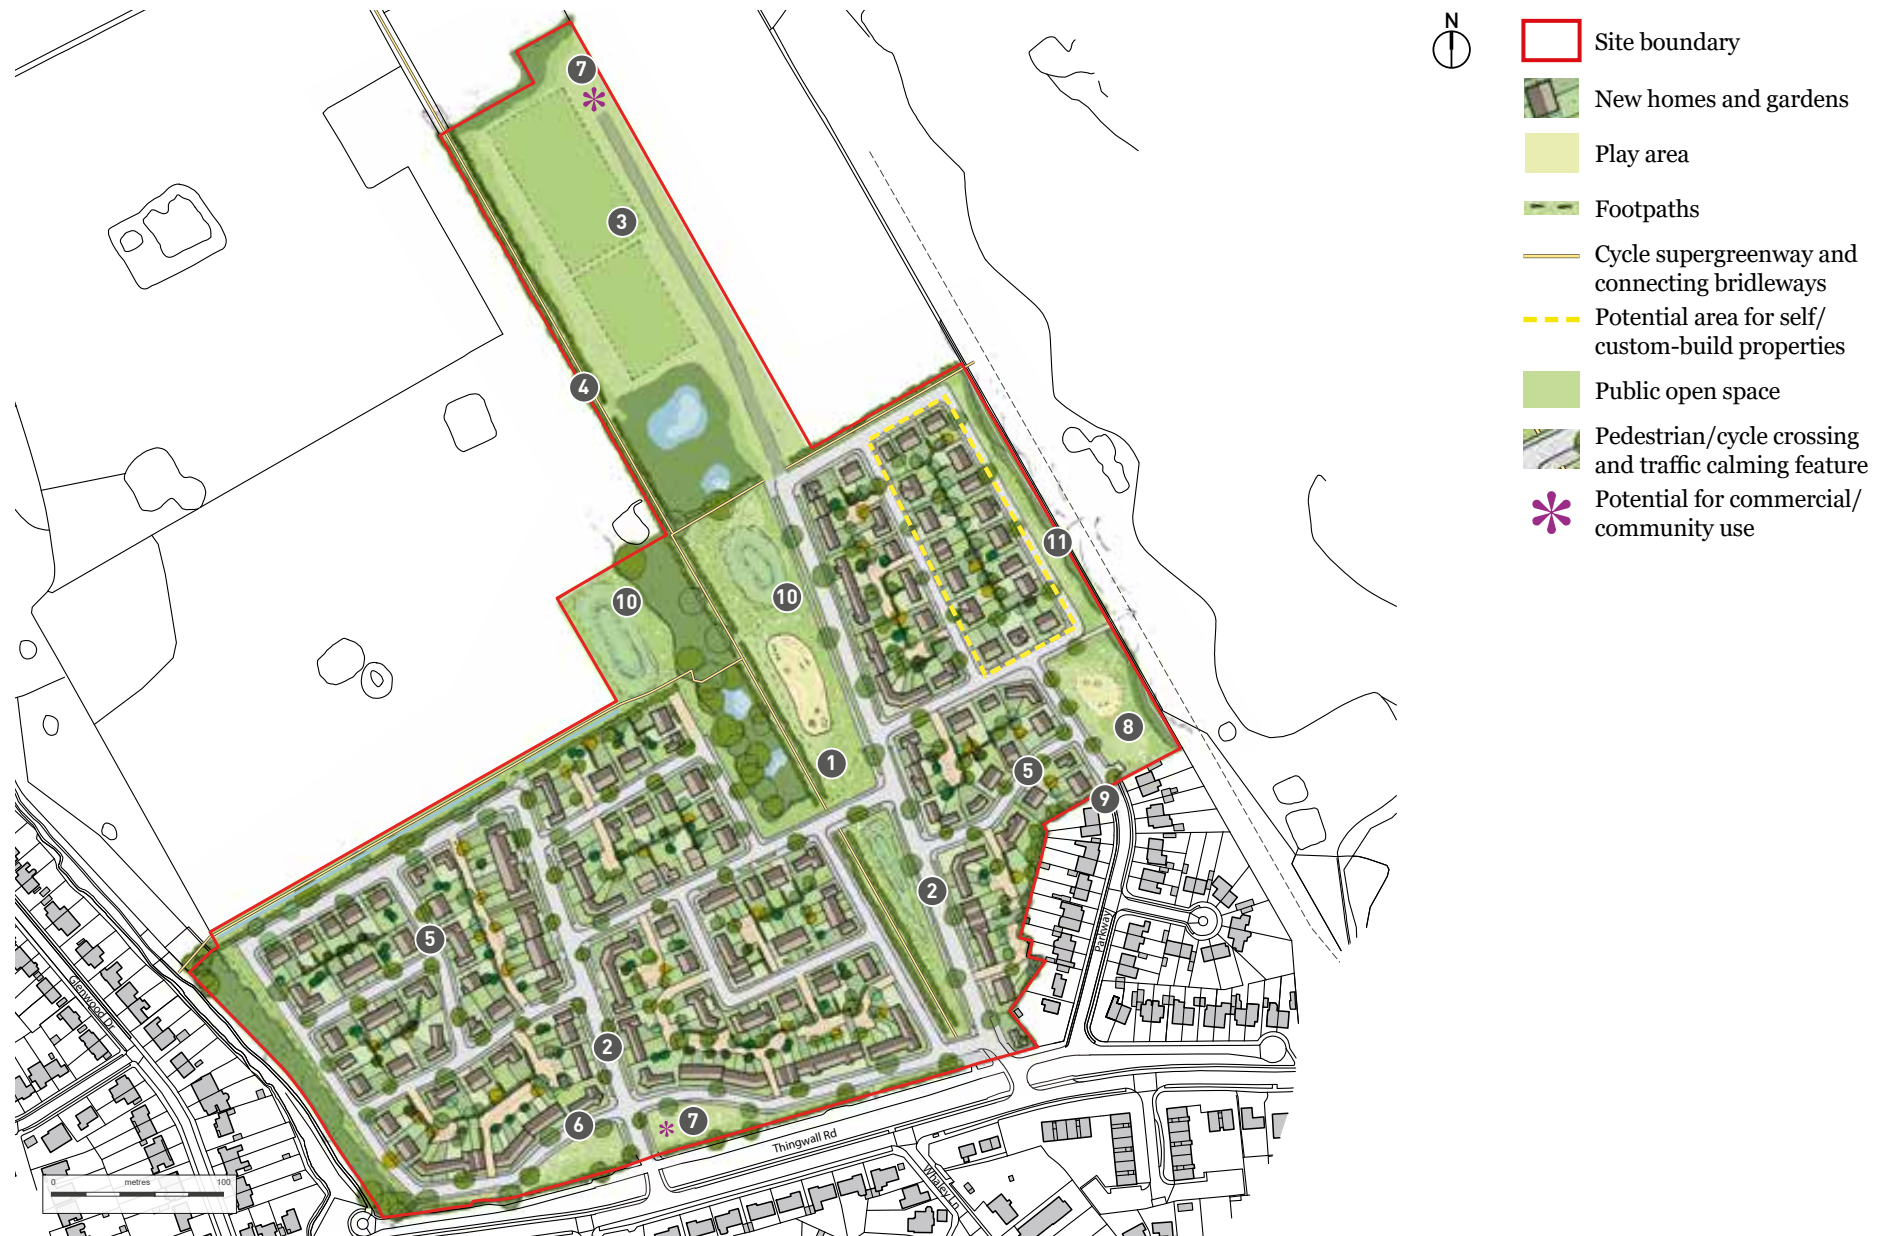 N
Site boundary
New homes and gardens
Play area
Footpaths
Cycle supergreenway and
connecting bridleways
Potential area for self/
custom-build properties
Public open space
Pedestrian/cycle crossing
and traffic calming feature
Potential for commercial/
community use
7
3
4
11
10
10
8
1
5
9
2
5
2
6
7
Parkway
Glenwood Dr
Thingwall Rd
Whaley Ln
0 metres 100